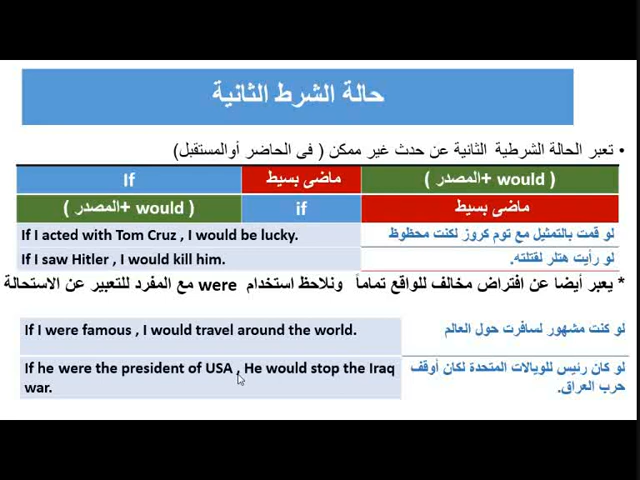 حالة الشرط الثانية
• تعبر الحالة الشرطية الثانية عن حدث غير ممكن ( فى الحاضر أوالمستقبل)
If ماضى بسيط ( would +المصدر )
( would +المصدر ) if ماضى بسيط
If I acted with Tom Cruz , I would be lucky. لو قمت بالتمثيل مع توم كروز لكنت محظوظ
If I saw Hitler , I would kill him. لو رأيت هتلر لقتلته.
* يعبر أيضا عن افتراض مخالف للواقع تماماً ونلاحظ استخدام were مع المفرد للتعبير عن الاستحالة
If I were famous , I would travel around the world. لو كنت مشهور لسافرت حول العالم
If he were the president of USA , He would stop the Iraq لو كان رئيس للويالات المتحدة لكان أوقف
war. حرب العراق.